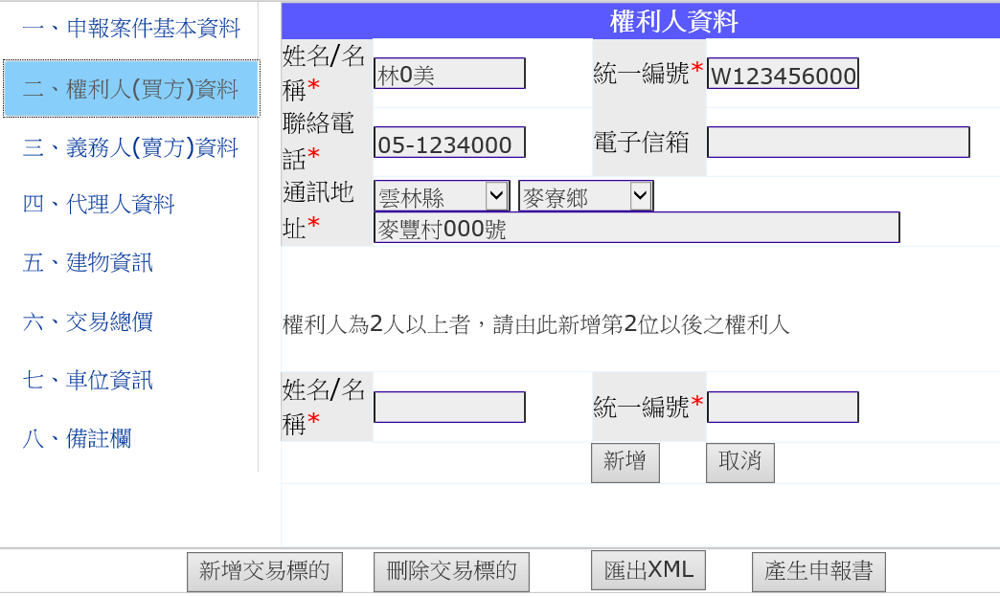 一、申報案件基本資料
二、權利人(買方)資料
三、義務人(賣方)資料
四、代理人資料
五、建物資訊
六、交易總價
七、車位資訊
八、備註欄
權利人資料
姓名/名
稱*
林0美
統一編號*
W123456000
聯絡電
話*
05-1234000
電子信箱
通訊地
址*
雲林縣
麥寮鄉
麥豐村000號
權利人為2人以上者，請由此新增第2位以後之權利人
姓名/名
稱*
統一編號*
新增
取消
新增交易標的
刪除交易標的
匯出XML
產生申報書